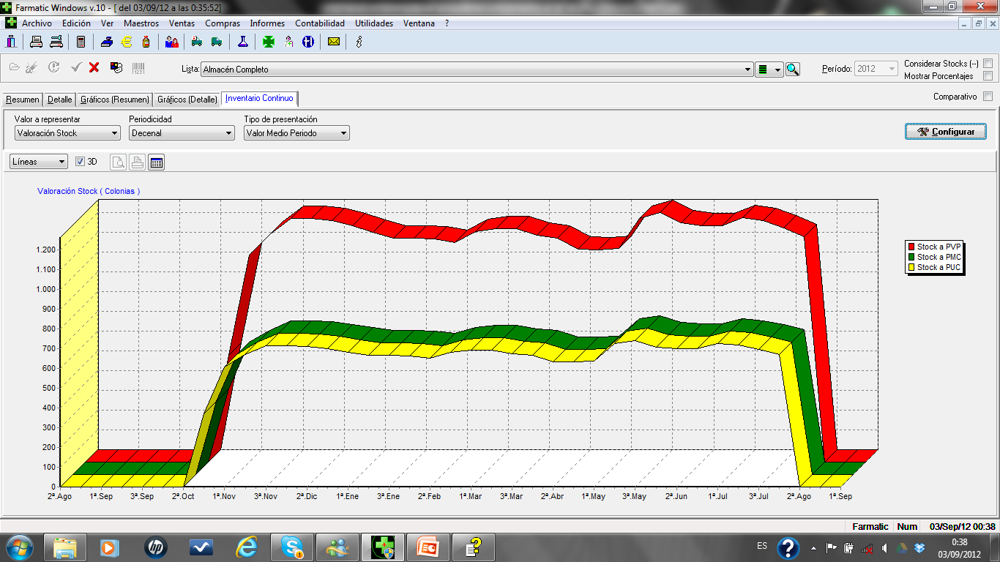 Farmatic Windows v.10 - [ del 03/09/12 a las 0:35:52]
Archivo Edición Ver Maestros Ventas Compras Informes Contabilidad Utilidades Ventana ?
Lista: Almacén Completo Período: 2012 Considerar Stocks (--)
Mostrar Porcentajes
Resumen Detalle Gráficos (Resumen) Gráficos (Detalle) Inventario Continuo Comparativo
Valor a representar Periodicidad Tipo de presentación
Valoración Stock Decenal Valor Medio Periodo Configurar
Líneas 3D
Valoración Stock ( Colonias )
Stock a PVP
Stock a PMC
Stock a PUC
1.200
1.100
1.000
900
800
700
600
500
400
300
200
100
0
2ª.Ago 1ª.Sep 3ª.Sep 2ª.Oct 1ª.Nov 3ª.Nov 2ª.Dic 1ª.Ene 3ª.Ene 2ª.Feb 1ª.Mar 3ª.Mar 2ª.Abr 1ª.May 3ª.May 2ª.Jun 1ª.Jul 3ª.Jul 2ª.Ago 1ª.Sep
Farmatic Num 03/Sep/12 00:38
ES 0:38
03/09/2012